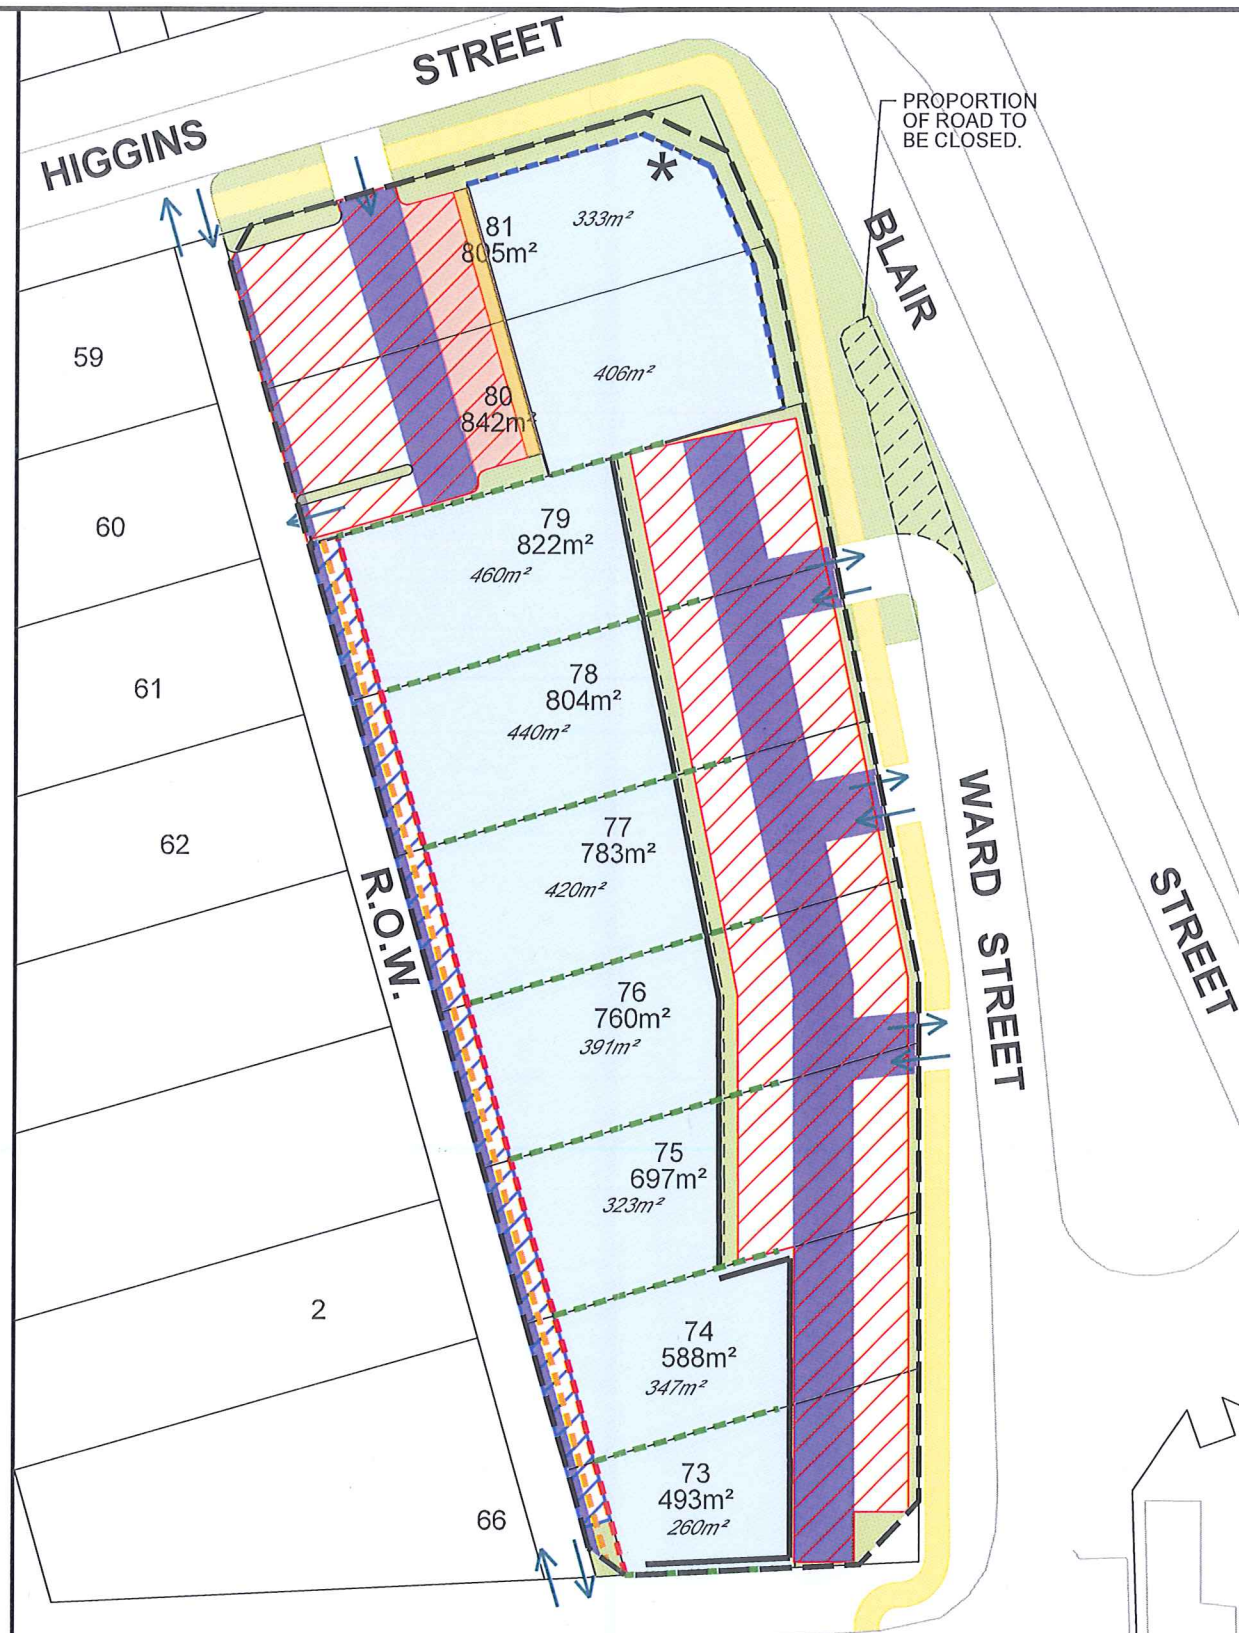 STREET
HIGGINS
PROPORTION
OF ROAD TO
BE CLOSED.
*
333m²
81
805m²
BLAIR
59
406m²
80
842m²
60
79
822m²
460m²
61
78
804m²
440m²
62
77
783m²
420m²
R.O.W.
WARD STREET
STREET
76
760m²
391m²
75
697m²
323m²
2
74
588m²
347m²
73
493m²
260m²
66